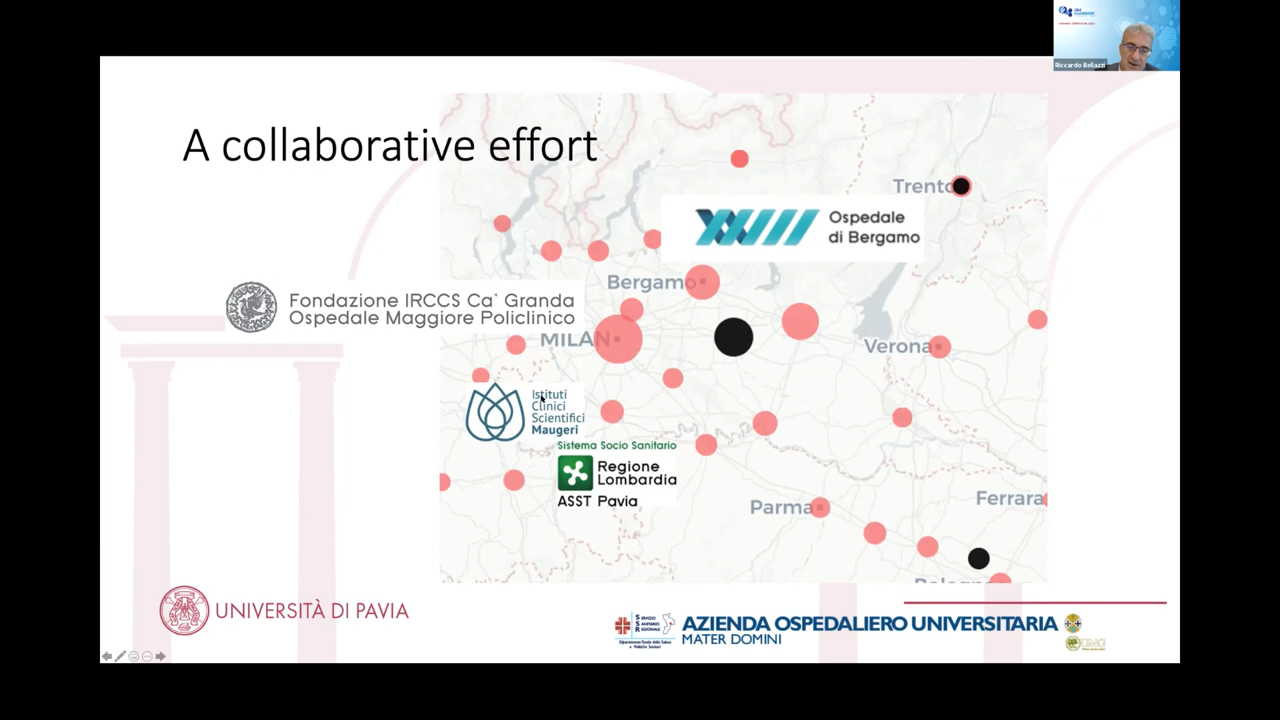 Riccardo Bellazzi
A collaborative effort
Trento
Ospedale
di Bergamo
Bergamo
Fondazione IRCCS Ca' Granda
Ospedale Maggiore Policlinico
MILAN
Verona
Istituti
Clinici
Scientifici
Maugeri
Sistema Socio Sanitario
Regione
Lombardia
ASST Pavia
Parma
Ferrara
UNIVERSITÀ DI PAVIA
AZIENDA OSPEDALIERO UNIVERSITARIA
MATER DOMINI